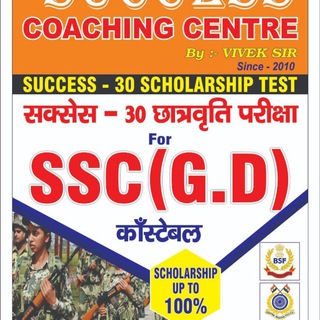 SUCCESS
COACHING CENTRE
By :- VIVEK SIR
Since - 2010
SUCCESS - 30 SCHOLARSHIP TEST
सक्सेस - 30 छात्रवृति परीक्षा
For
SSC(G.D)
काँस्टेबल
SCHOLARSHIP
UP TO
100%
BSF